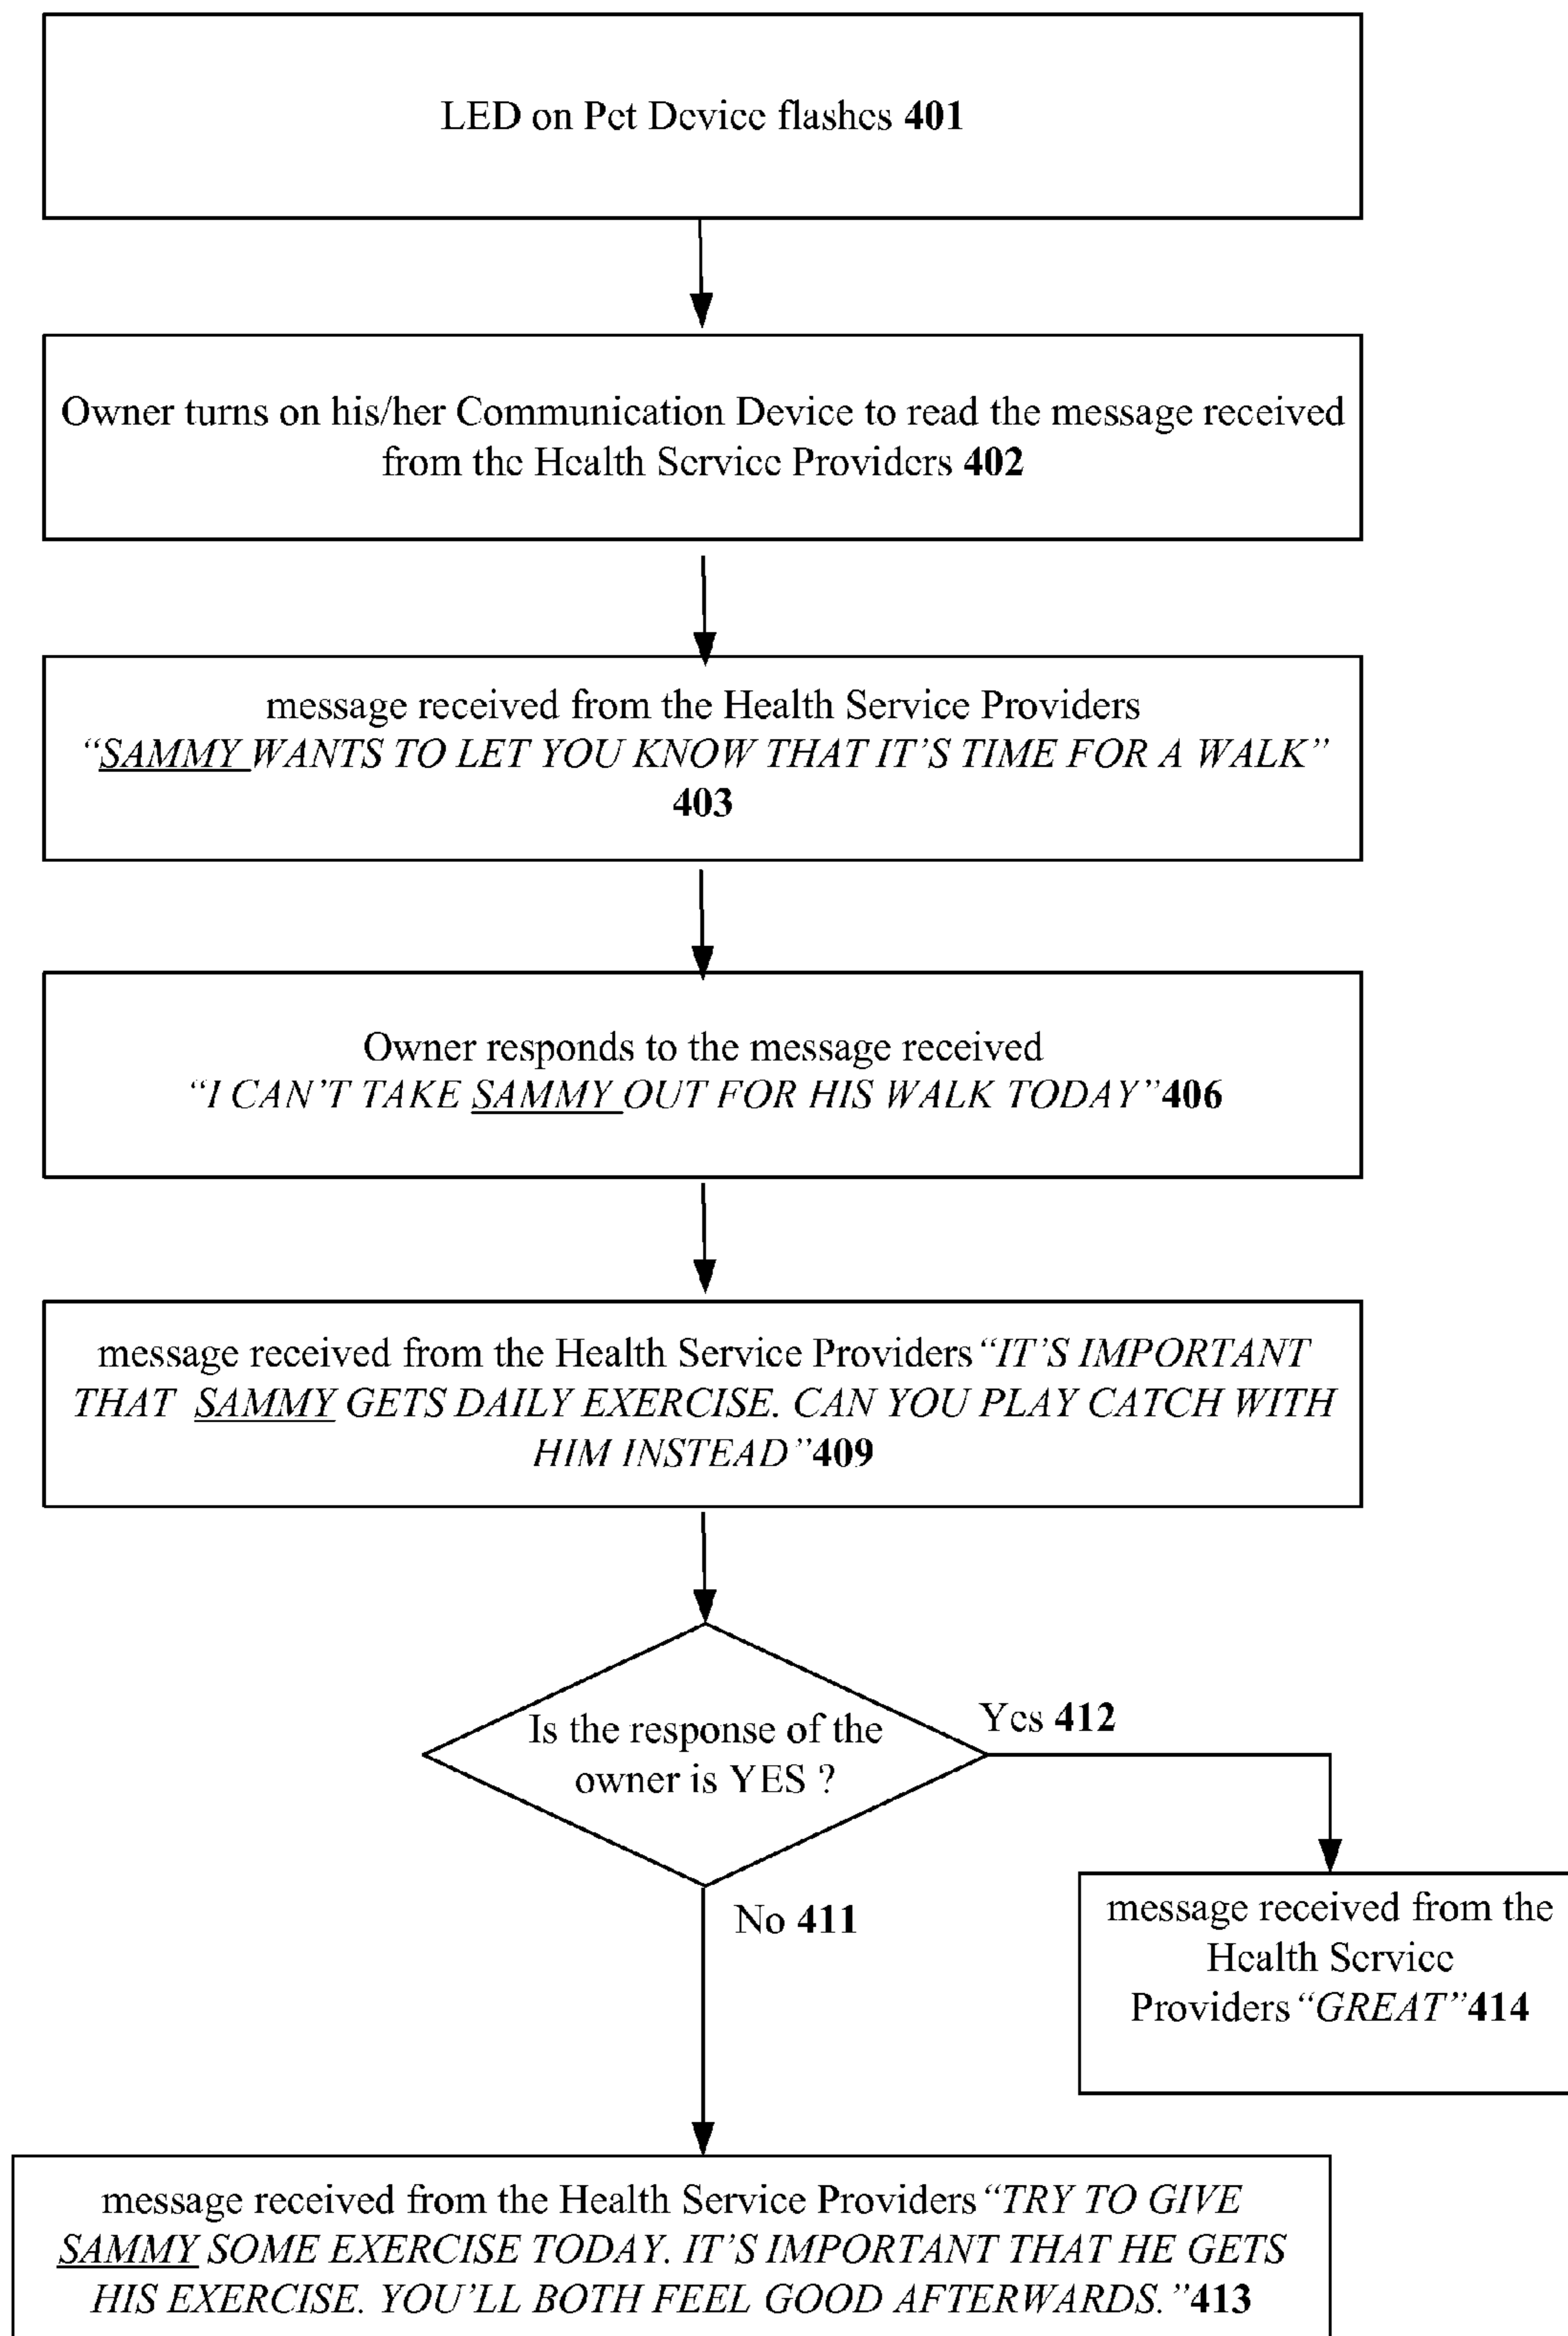 LED on Pet Device flashes 401
Owner turns on his/her Communication Device to read the message received
from the Health Service Providers 402
message received from the Health Service Providers
“SAMMY WANTS TO LET YOU KNOW THAT IT’S TIME FOR A WALK”
403
Owner responds to the message received
“I CAN’T TAKE SAMMY OUT FOR HIS WALK TODAY”406
message received from the Health Service Providers “IT’S IMPORTANT
THAT SAMMY GETS DAILY EXERCISE. CAN YOU PLAY CATCH WITH
HIM INSTEAD”409
Is the response of the
owner is YES ?
Yes 412
No 411
message received from the
Health Service
Providers “GREAT”414
message received from the Health Service Providers “TRY TO GIVE
SAMMY SOME EXERCISE TODAY. IT’S IMPORTANT THAT HE GETS
HIS EXERCISE. YOU’LL BOTH FEEL GOOD AFTERWARDS.”413